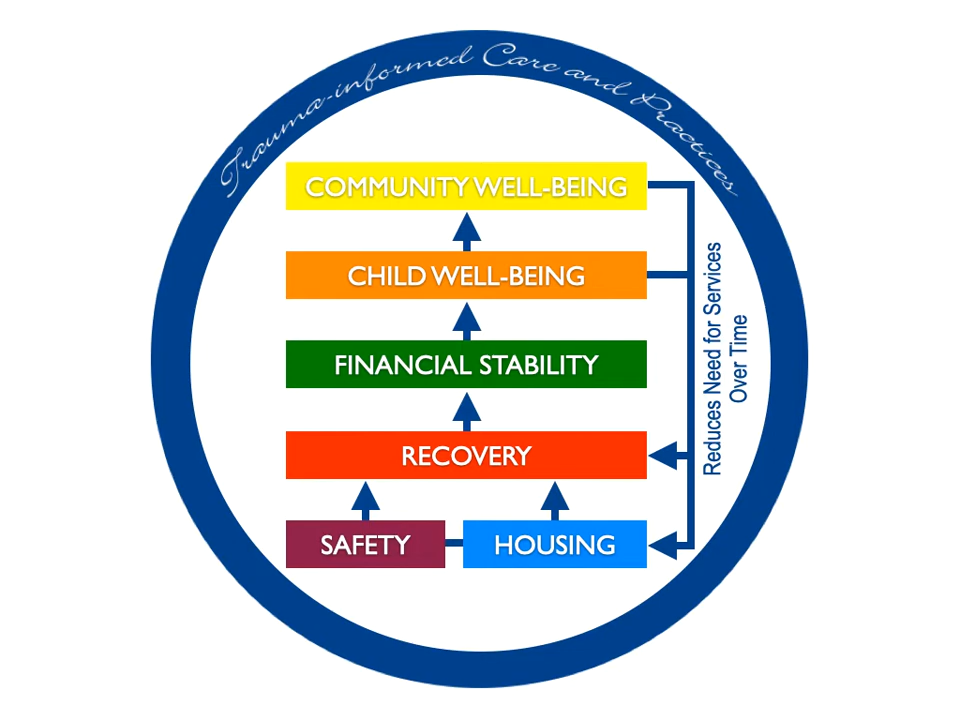 Trauma-informed Care and Practices
COMMUNITY WELL-BEING
CHILD WELL-BEING
FINANCIAL STABILITY
RECOVERY
SAFETY
HOUSING
Reduces Need for Services
Over Time